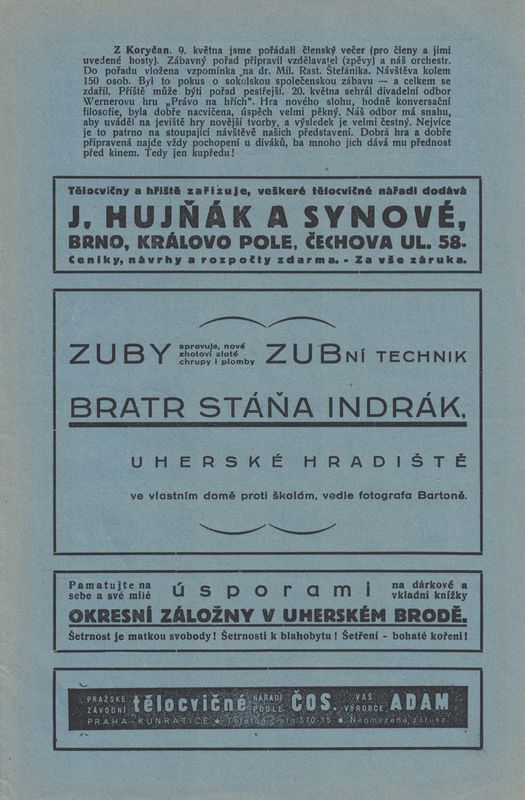 Z Koryčan. 9. května jsme pořádali členský večer (pro členy a jimi
uvedené hosty). Zábavný pořad připravil vzdělavatel (zpěvy) a náš orchestr.
Do pořadu vložena vzpomínka na dr. Mil. Rast. Štefánika. Návštěva kolem
150 osob. Byl to pokus o sokolskou společenskou zábavu — a celkem se
zdařil. Příště může býti pořad pestřejší. 20. května sehrál divadelní odbor
Wernerovu hru „Právo na hřích“. Hra nového slohu, hodně konversační
filosofie, byla dobře nacvičena, úspěch velmi pěkný. Náš odbor má snahu,
aby uváděl na jeviště hry novější tvorby, a výsledek je velmi čestný. Nejvíce
je to patrno na stoupající návštěvě našich představení. Dobrá hra a dobře
připravená najde vždy pochopení u diváků, ba mnoho jich dává mu přednost
před kinem. Tedy jen kupředu!
Tělocvičny a hřiště zařizuje, veškeré tělocvičné nářadí dodává
J. HUJŇÁK A SYNOVÉ,
BRNO, KRÁLOVO POLE, ČECHOVA UL. 58.
Ceníky, návrhy a rozpočty zdarma. - Za vše záruka.
ZUBY spravuje, nové
zhotoví zlaté
chrupy i plomby ZUBNÍ TECHNIK
BRATR STÁŇA INDRÁK,
UHERSKÉ HRADIŠTĚ
ve vlastním domě proti školám, vedle fotografa Bartoně.
Pamatujte na
sebe a své milé úsporami na dárkové a
vkladní knížky
OKRESNÍ ZÁLOŽNY V UHERSKÉM BRODĚ.
Šetrnost je matkou svobody! Šetrností k blahobytu! Šetření - bohaté koření!
PRAŽSKÉ
ZÁVODNÍ tělocvičné NÁŘADÍ
PODLE ČOS. VÁŠ
VÝROBCE ADAM
PRAHA - KUNRATICE ● Telefon číslo 570-15 ● Neomezená záruka.